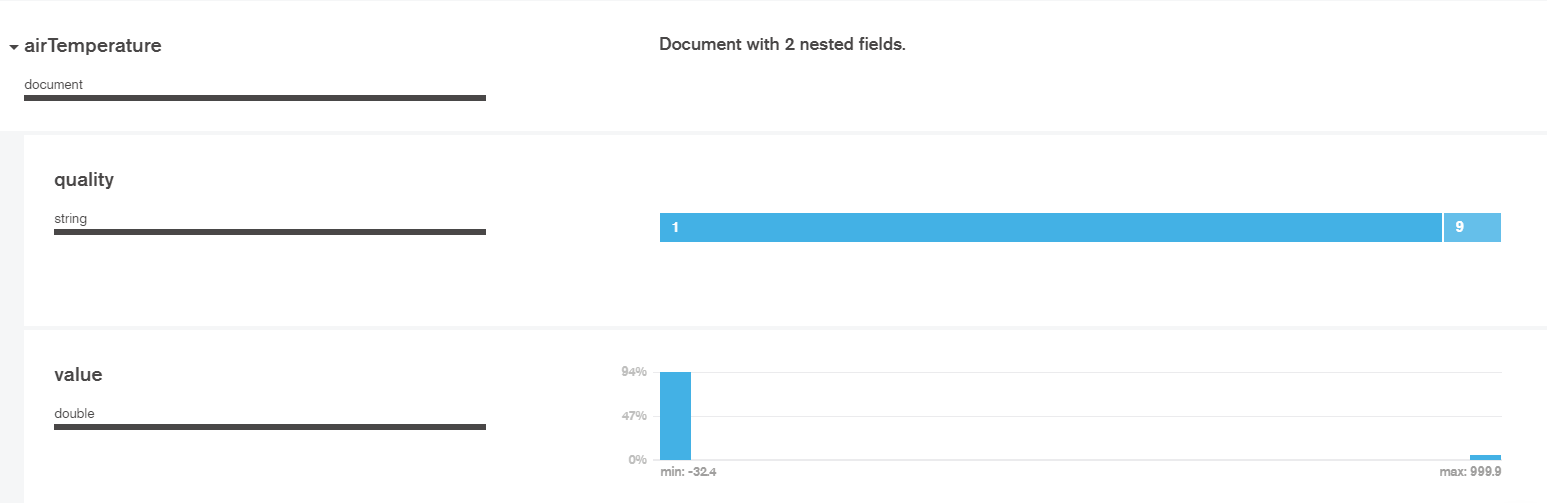 airTemperature
Document with 2 nested fields.
document
quality
string
1
9
value
double
94%
47%
0%
min: -32.4
max: 999.9